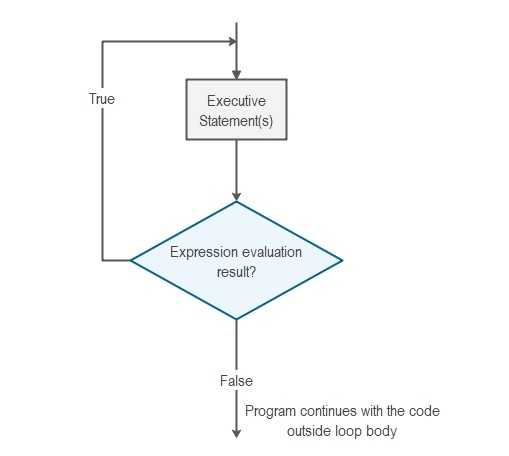 True
Executive
Statement(s)
Expression evaluation
result?
False
Program continues with the code
outside loop body